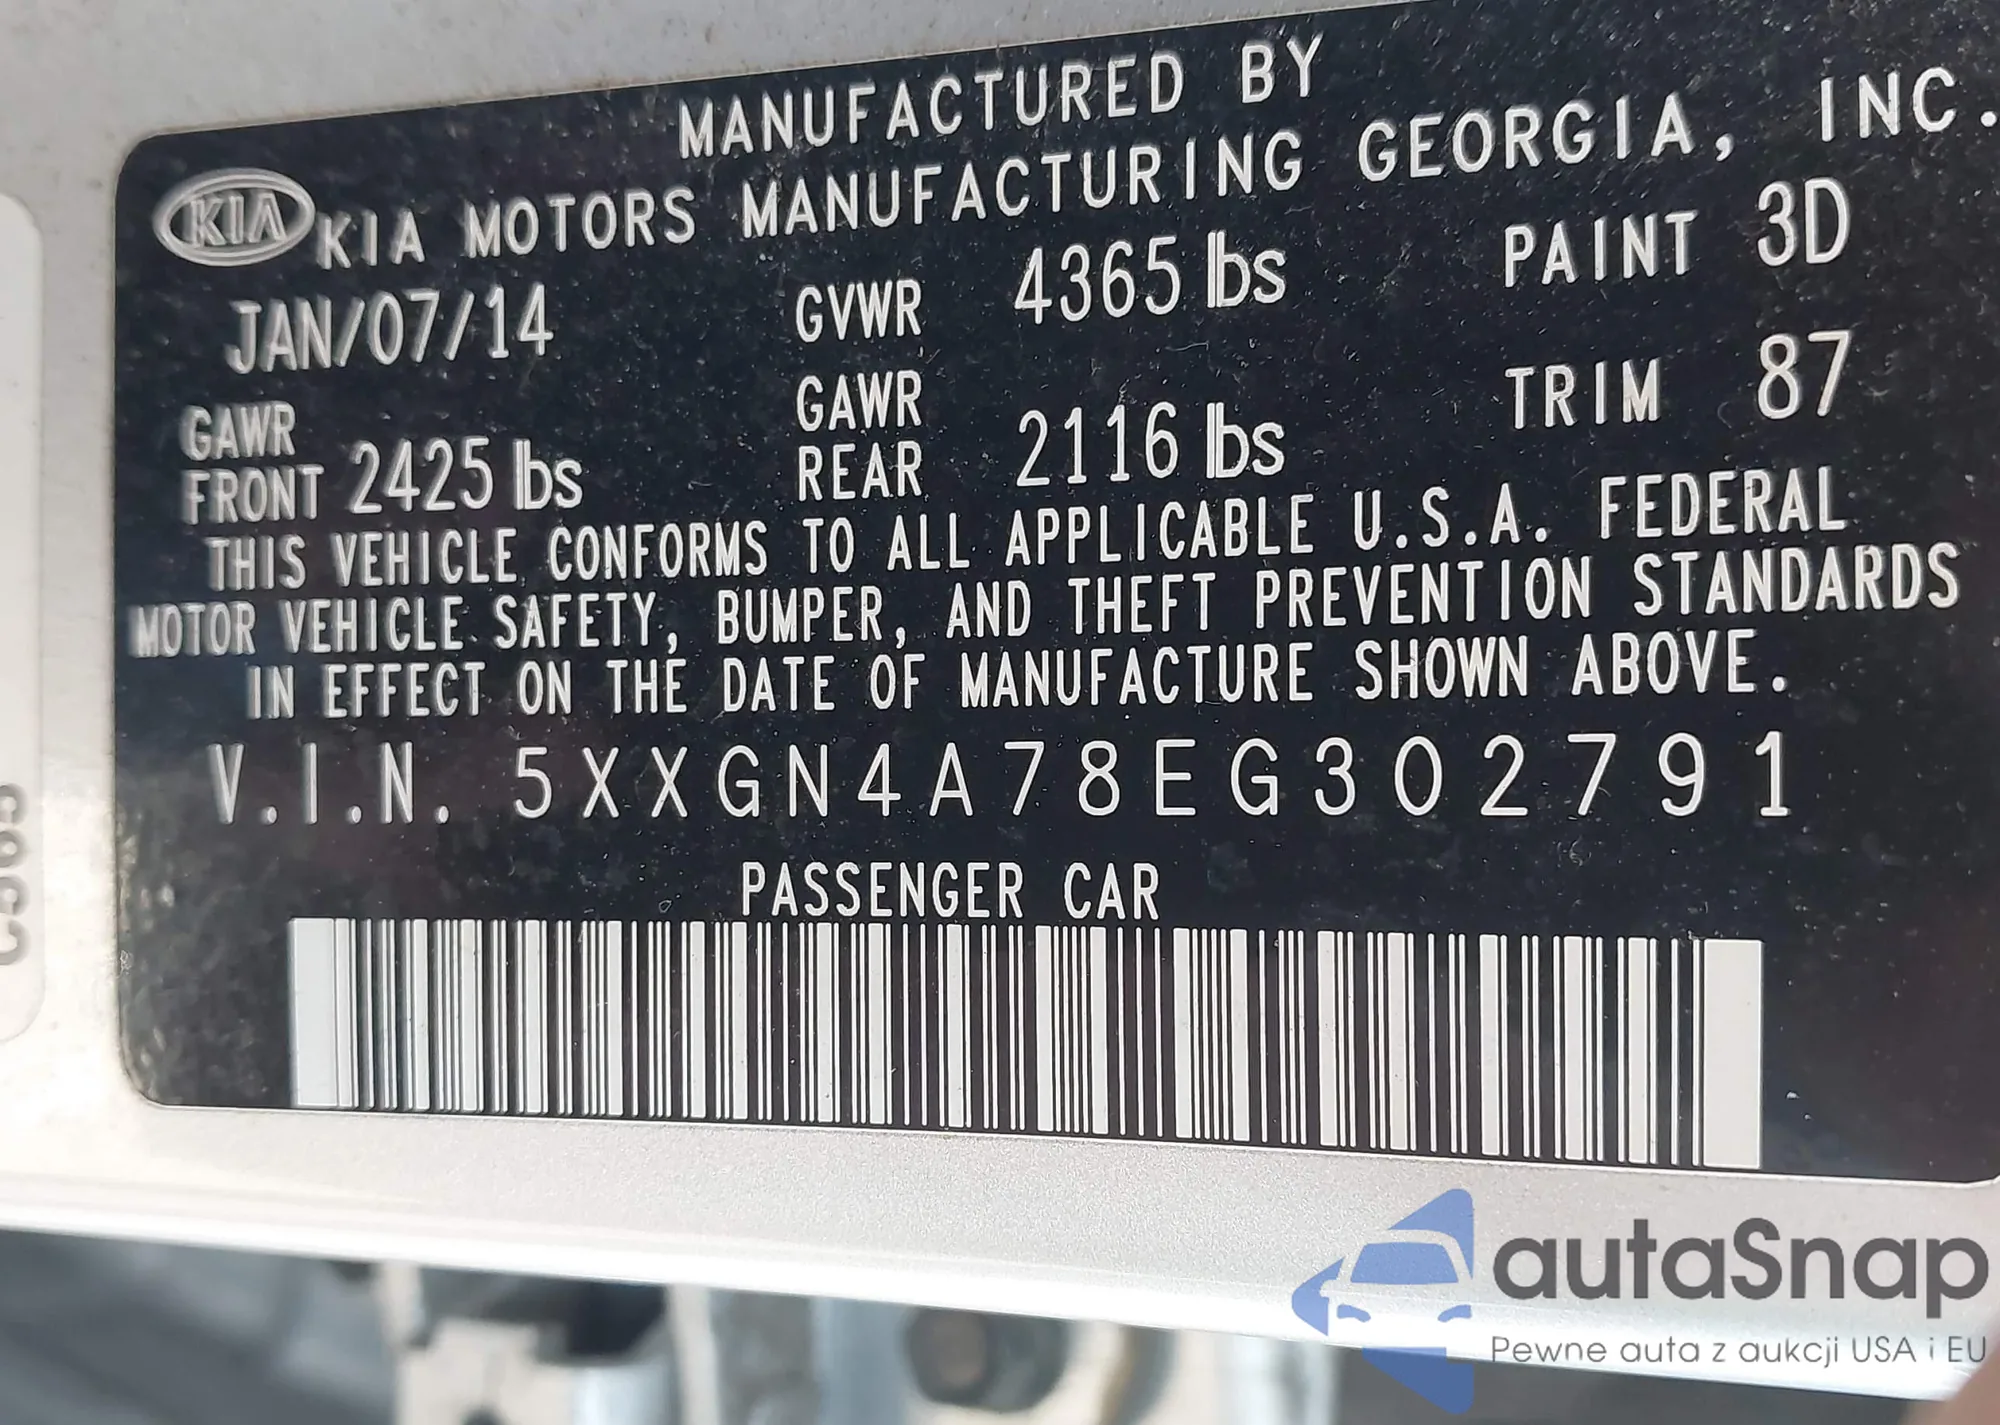 MANUFACTURED BY
KIA KIA MOTORS MANUFACTURING GEORGIA, INC.
JAN/07/14 GVWR 4365 lbs PAINT 3D
GAWR FRONT 2425 lbs GAWR REAR 2116 lbs TRIM 87
THIS VEHICLE CONFORMS TO ALL APPLICABLE U.S.A. FEDERAL
MOTOR VEHICLE SAFETY, BUMPER, AND THEFT PREVENTION STANDARDS
IN EFFECT ON THE DATE OF MANUFACTURE SHOWN ABOVE.
V.I.N. 5XXGN4A78EG302791
PASSENGER CAR
autaSnap
Pewne auta z aukcji USA i EU